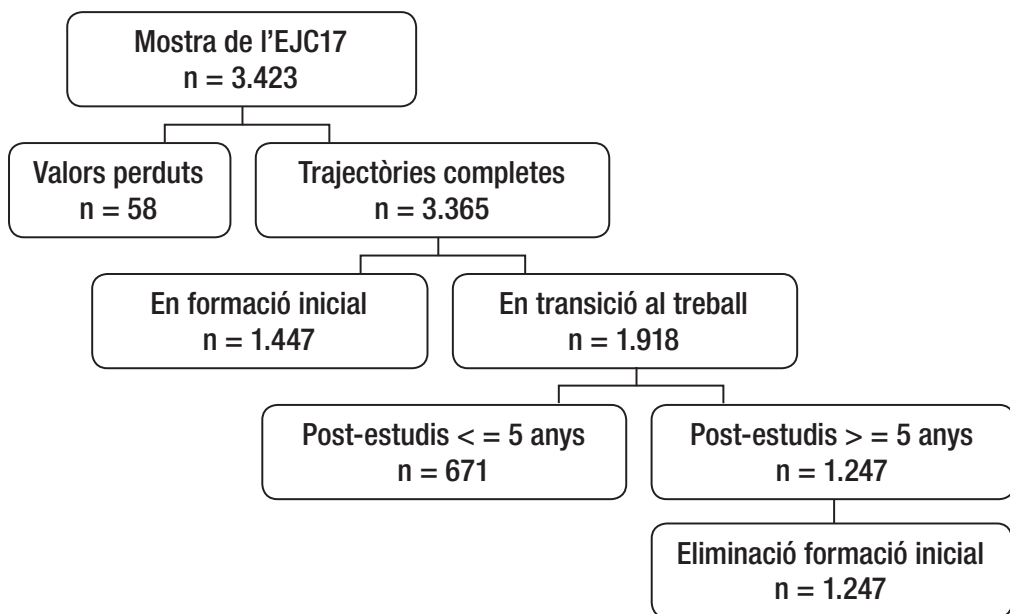 Mostra de l’EJC17
n = 3.423
Valors perduts
n = 58
Trajectòries completes
n = 3.365
En formació inicial
n = 1.447
En transició al treball
n = 1.918
Post-estudis < = 5 anys
n = 671
Post-estudis > = 5 anys
n = 1.247
Eliminació formació inicial
n = 1.247